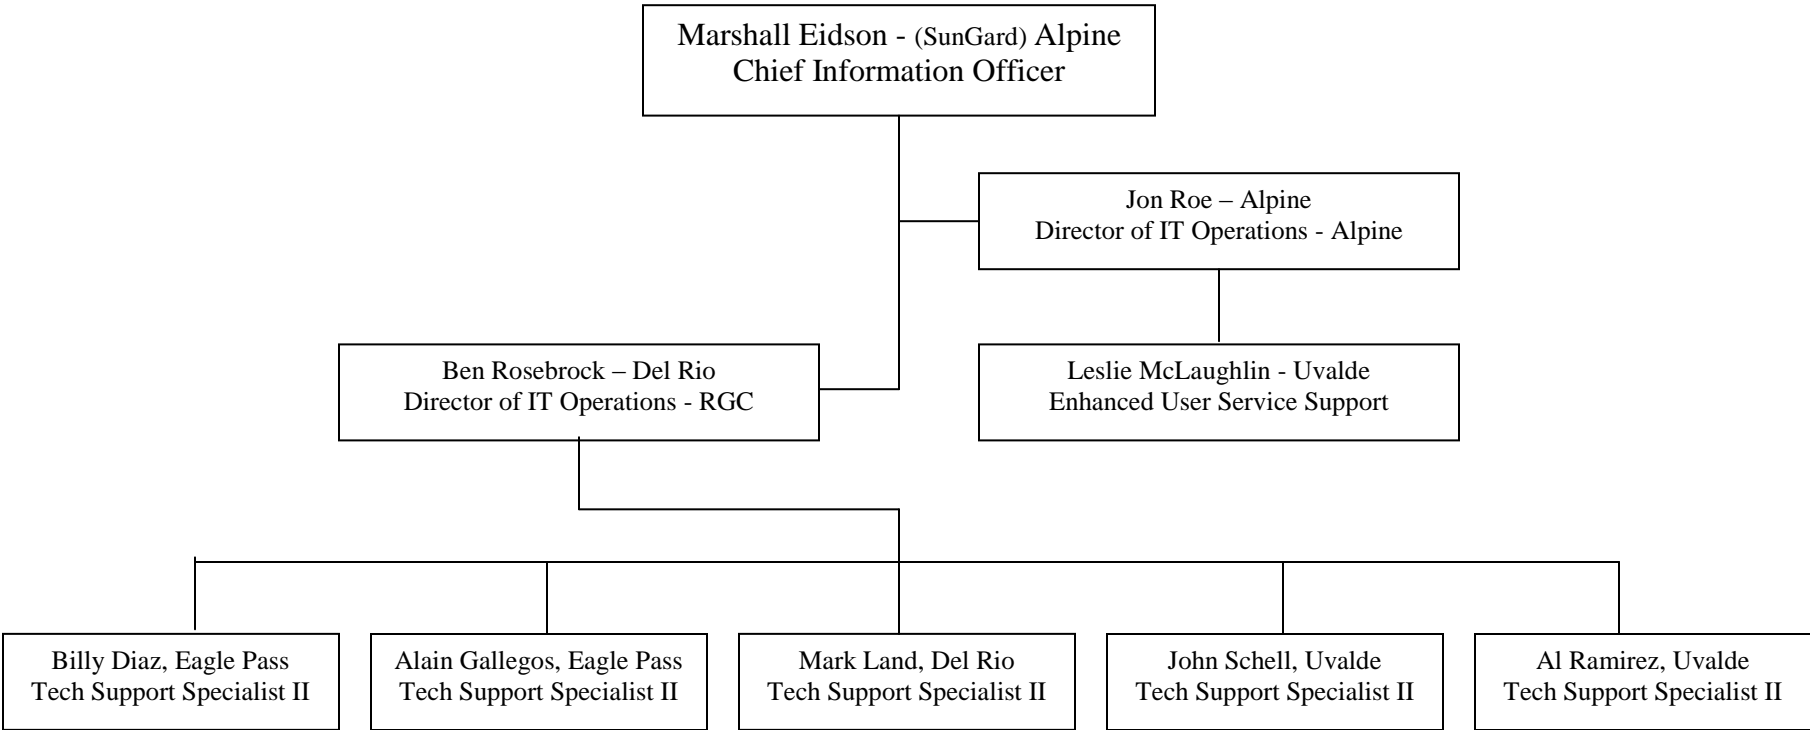 Marshall Eidson - (SunGard) Alpine
Chief Information Officer
Jon Roe – Alpine
Director of IT Operations - Alpine
Ben Rosebrock – Del Rio
Director of IT Operations - RGC
Leslie McLaughlin - Uvalde
Enhanced User Service Support
Billy Diaz, Eagle Pass
Tech Support Specialist II
Alain Gallegos, Eagle Pass
Tech Support Specialist II
Mark Land, Del Rio
Tech Support Specialist II
John Schell, Uvalde
Tech Support Specialist II
Al Ramirez, Uvalde
Tech Support Specialist II